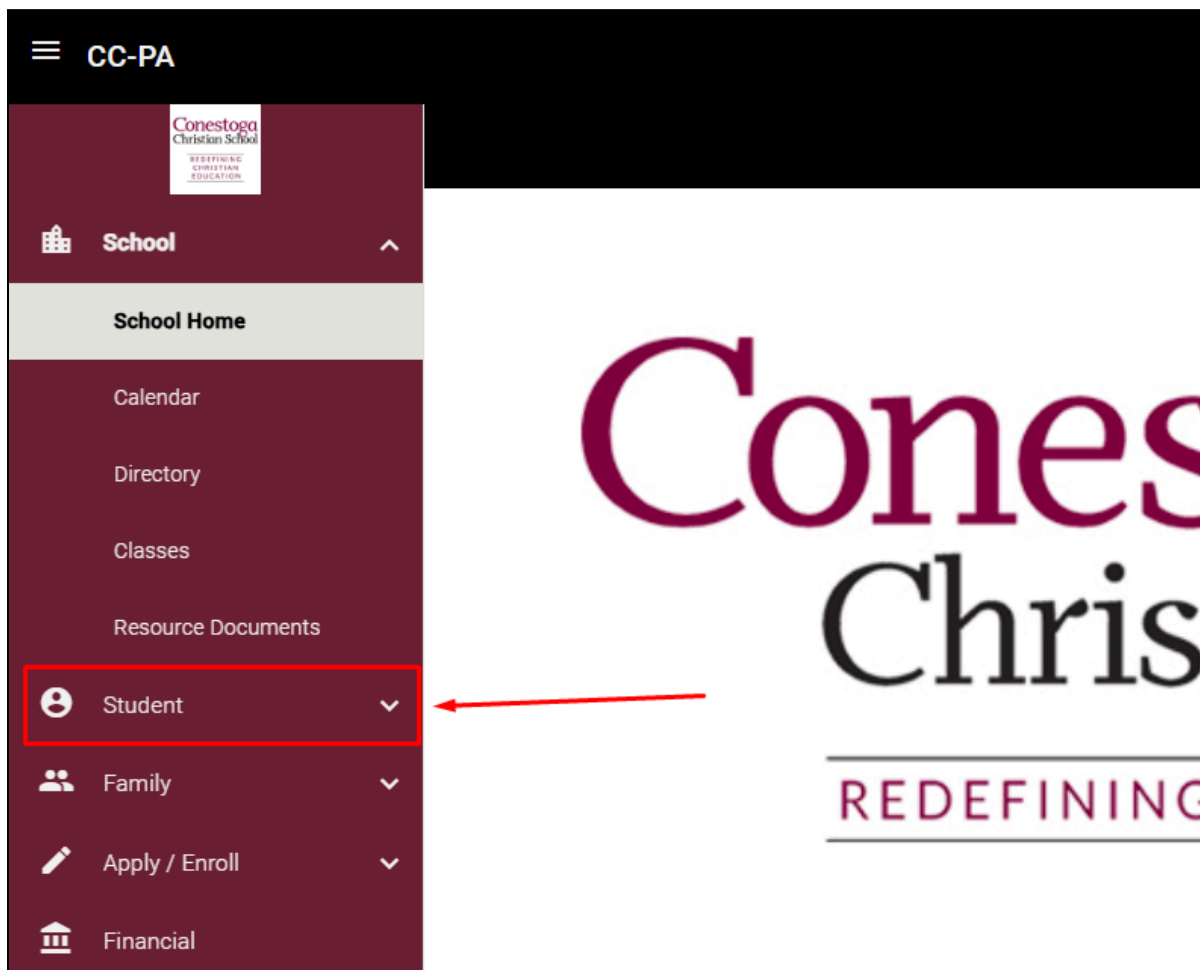 CC-PA
Conestoga
Christian School
REDEFINING
CHRISTIAN
EDUCATION
School
School Home
Calendar
Directory
Classes
Resource Documents
Student
Family
Apply / Enroll
Financial
Cones
Chris
REDEFINING